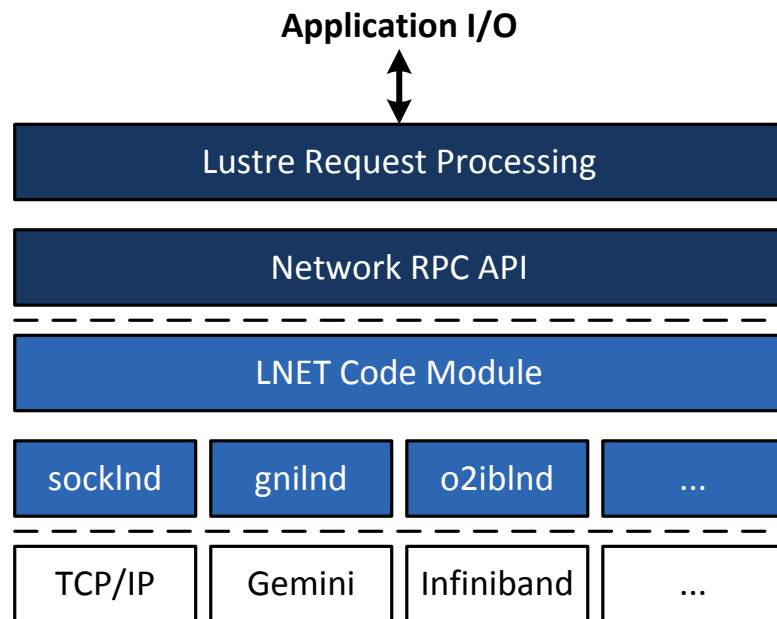 Application I/O
Lustre Request Processing
Network RPC API
LNET Code Module
socklnd gnilnd o2iblnd ...
TCP/IP Gemini Infiniband ...